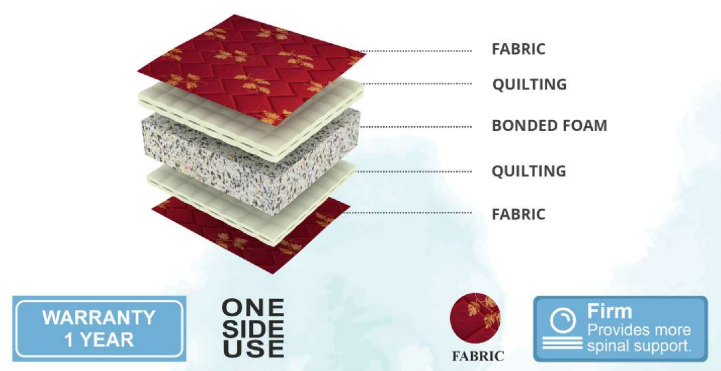 FABRIC
QUILTING
BONDED FOAM
QUILTING
FABRIC
WARRANTY
1 YEAR
ONE
SIDE
USE
FABRIC
Firm
Provides more
spinal support.